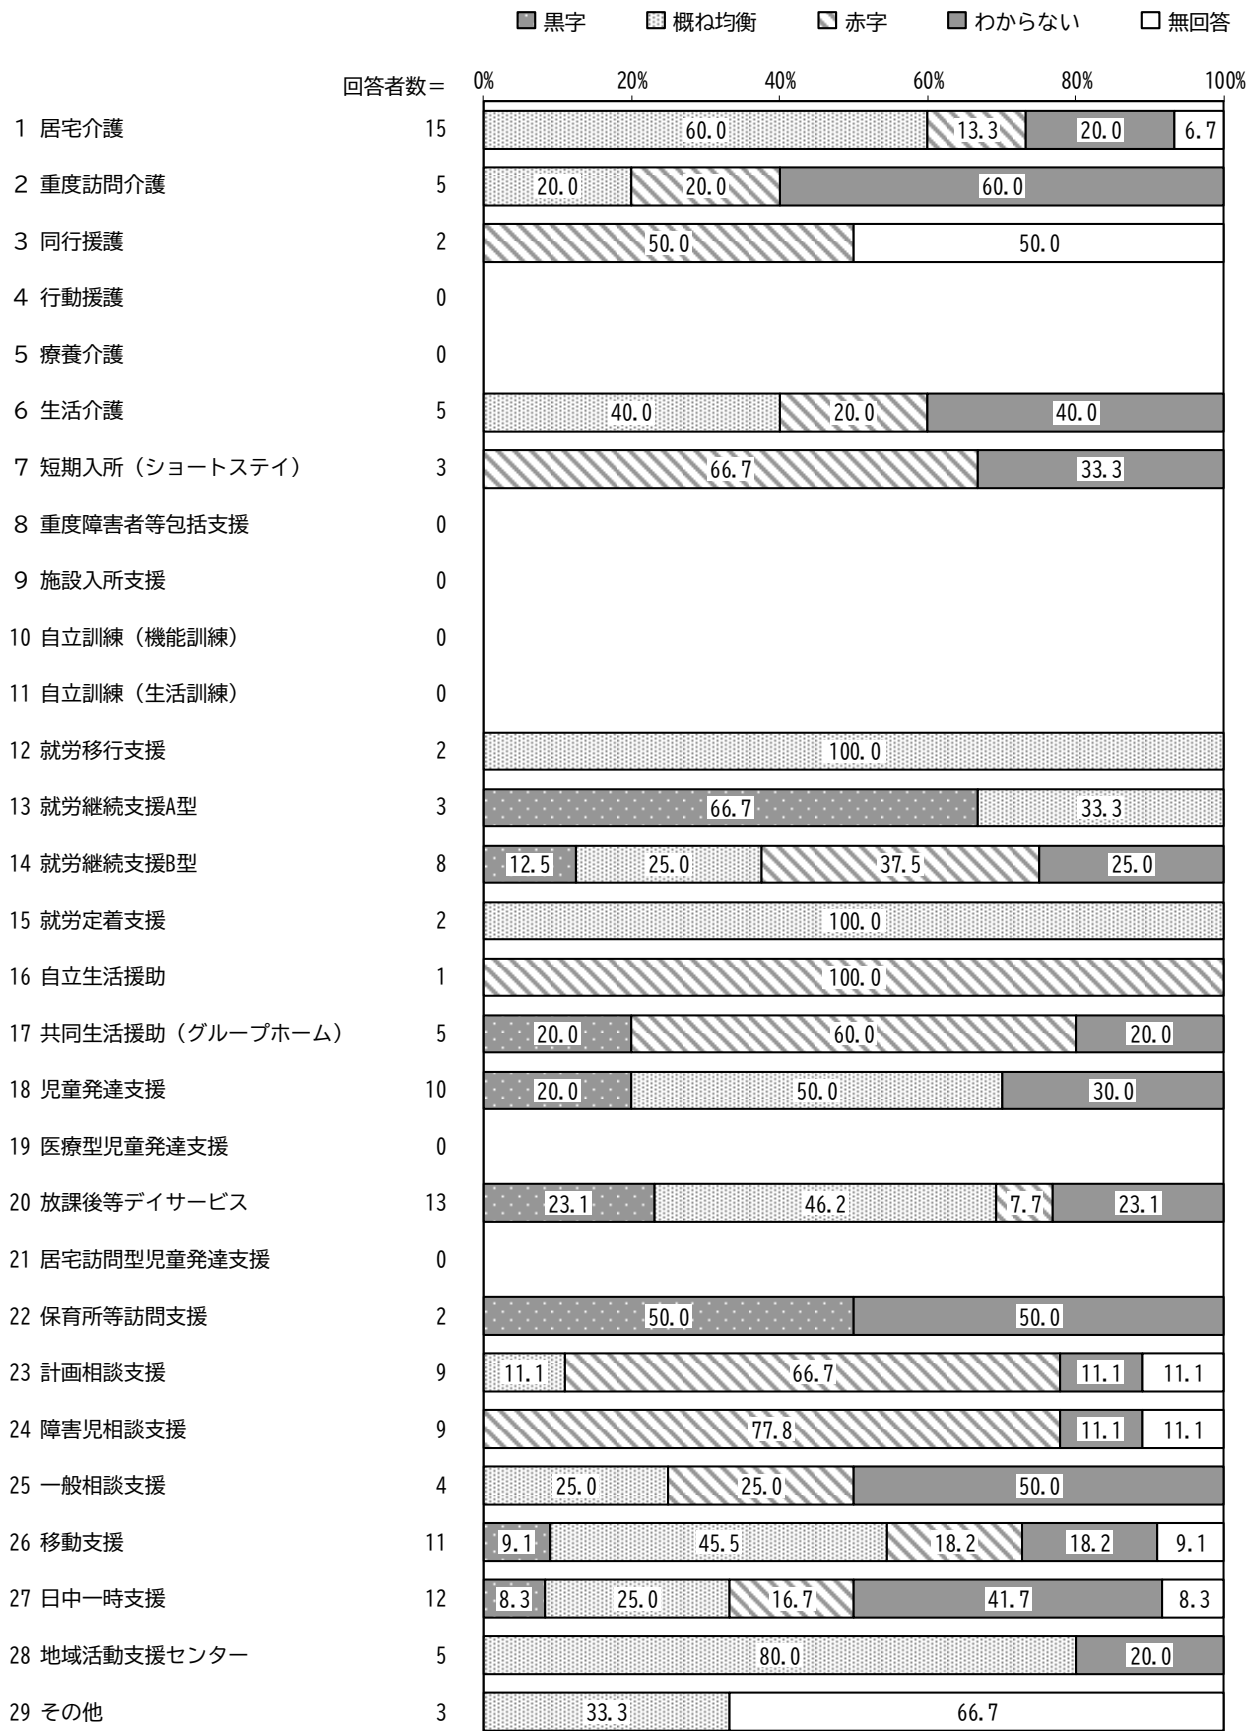 黒字 概ね均衡 赤字 わからない 無回答
回答者数＝ 0% 20% 40% 60% 80% 100%
1 居宅介護 15 60.0 13.3 20.0 6.7
2 重度訪問介護 5 20.0 20.0 60.0
3 同行援護 2 50.0 50.0
4 行動援護 0
5 療養介護 0
6 生活介護 5 40.0 20.0 40.0
7 短期入所（ショートステイ） 3 66.7 33.3
8 重度障害者等包括支援 0
9 施設入所支援 0
10 自立訓練（機能訓練） 0
11 自立訓練（生活訓練） 0
12 就労移行支援 2 100.0
13 就労継続支援A型 3 66.7 33.3
14 就労継続支援B型 8 12.5 25.0 37.5 25.0
15 就労定着支援 2 100.0
16 自立生活援助 1 100.0
17 共同生活援助（グループホーム） 5 20.0 60.0 20.0
18 児童発達支援 10 20.0 50.0 30.0
19 医療型児童発達支援 0
20 放課後等デイサービス 13 23.1 46.2 7.7 23.1
21 居宅訪問型児童発達支援 0
22 保育所等訪問支援 2 50.0 50.0
23 計画相談支援 9 11.1 66.7 11.1 11.1
24 障害児相談支援 9 77.8 11.1 11.1
25 一般相談支援 4 25.0 25.0 50.0
26 移動支援 11 9.1 45.5 18.2 18.2 9.1
27 日中一時支援 12 8.3 25.0 16.7 41.7 8.3
28 地域活動支援センター 5 80.0 20.0
29 その他 3 33.3 66.7